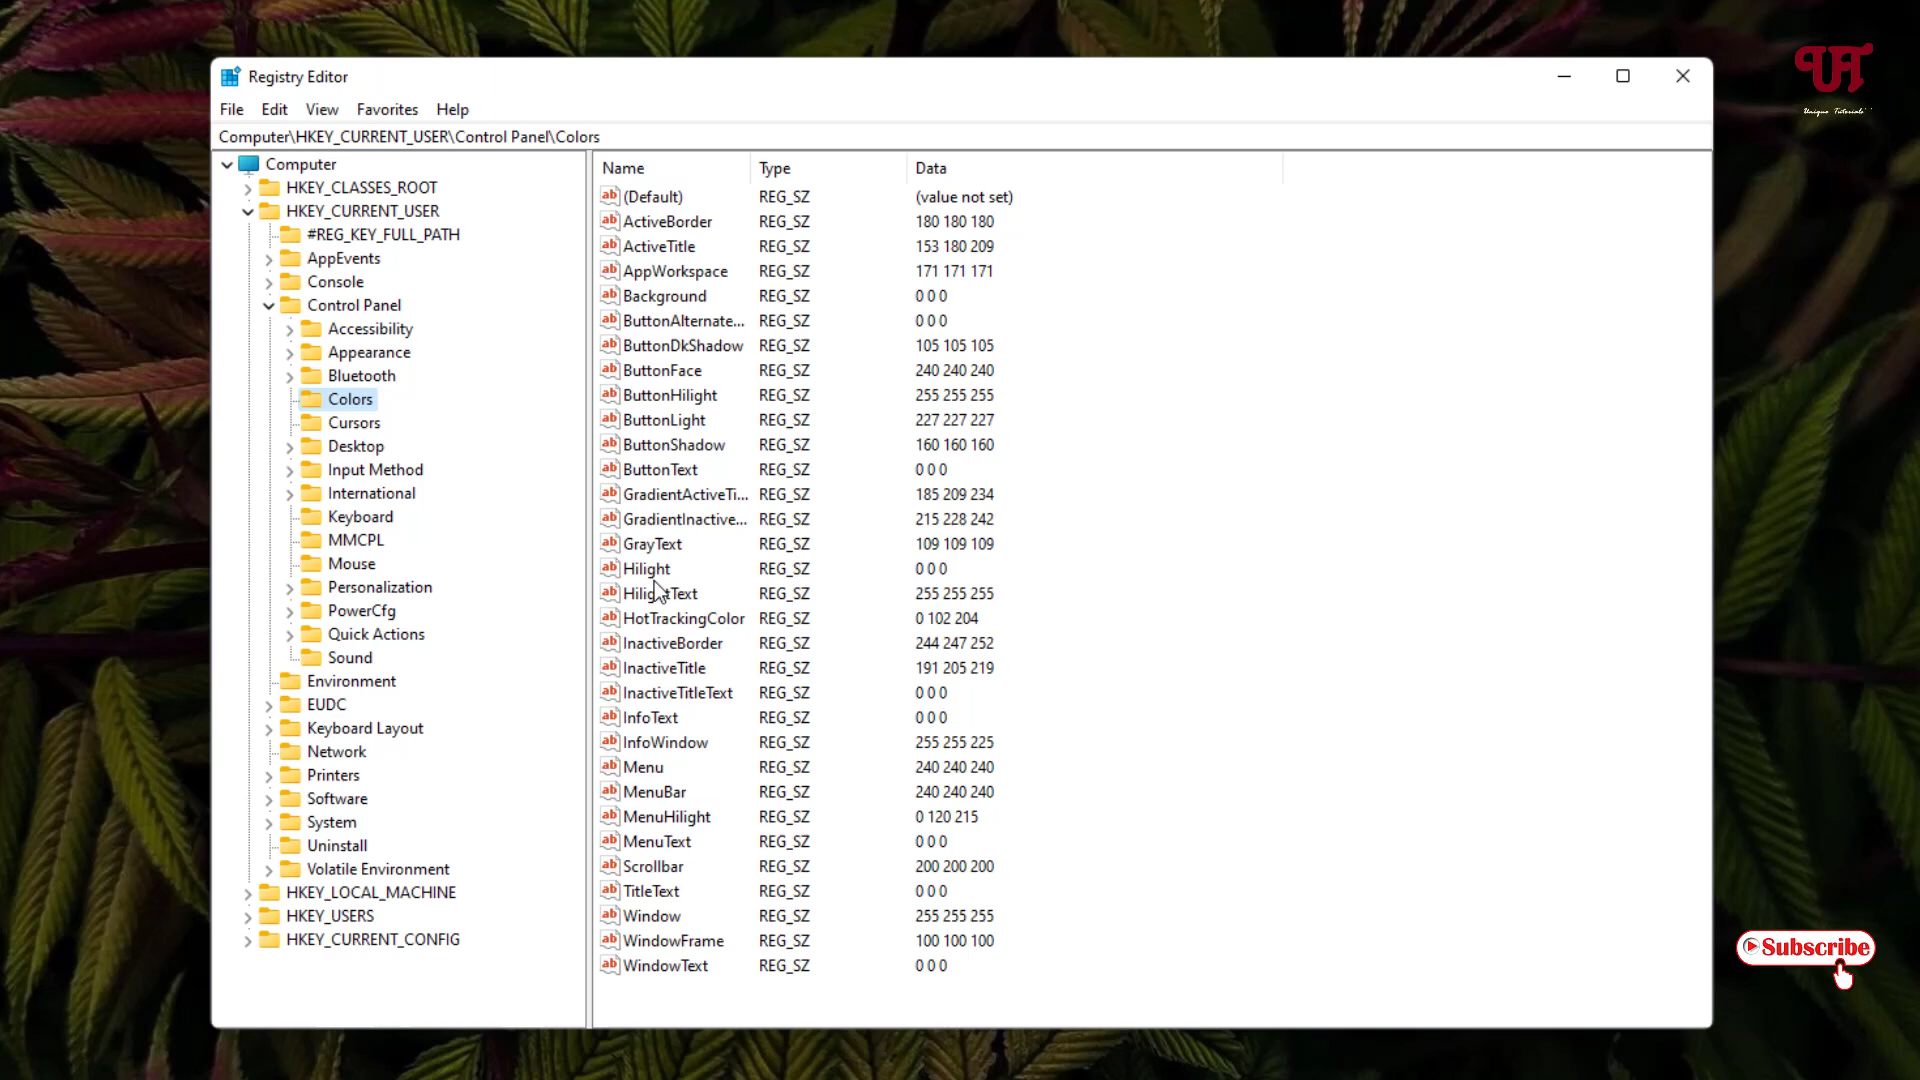 Registry Editor
File Edit View Favorites Help
Computer\HKEY_CURRENT_USER\Control Panel\Colors
Computer
HKEY_CLASSES_ROOT
HKEY_CURRENT_USER
#REG_KEY_FULL_PATH
AppEvents
Console
Control Panel
Accessibility
Appearance
Bluetooth
Colors
Cursors
Desktop
Input Method
International
Keyboard
MMCPL
Mouse
Personalization
PowerCfg
Quick Actions
Sound
Environment
EUDC
Keyboard Layout
Network
Printers
Software
System
Uninstall
Volatile Environment
HKEY_LOCAL_MACHINE
HKEY_USERS
HKEY_CURRENT_CONFIG
Name Type Data
(Default) REG_SZ (value not set)
ActiveBorder REG_SZ 180 180 180
ActiveTitle REG_SZ 153 180 209
AppWorkspace REG_SZ 171 171 171
Background REG_SZ 0 0 0
ButtonAlternate... REG_SZ 0 0 0
ButtonDkShadow REG_SZ 105 105 105
ButtonFace REG_SZ 240 240 240
ButtonHilight REG_SZ 255 255 255
ButtonLight REG_SZ 227 227 227
ButtonShadow REG_SZ 160 160 160
ButtonText REG_SZ 0 0 0
GradientActiveTi... REG_SZ 185 209 234
GradientInactive... REG_SZ 215 228 242
GrayText REG_SZ 109 109 109
Hilight REG_SZ 0 0 0
HilightText REG_SZ 255 255 255
HotTrackingColor REG_SZ 0 102 204
InactiveBorder REG_SZ 244 247 252
InactiveTitle REG_SZ 191 205 219
InactiveTitleText REG_SZ 0 0 0
InfoText REG_SZ 0 0 0
InfoWindow REG_SZ 255 255 225
Menu REG_SZ 240 240 240
MenuBar REG_SZ 240 240 240
MenuHilight REG_SZ 0 120 215
MenuText REG_SZ 0 0 0
Scrollbar REG_SZ 200 200 200
TitleText REG_SZ 0 0 0
Window REG_SZ 255 255 255
WindowFrame REG_SZ 100 100 100
WindowText REG_SZ 0 0 0
UT
Unique Tutorials
Subscribe